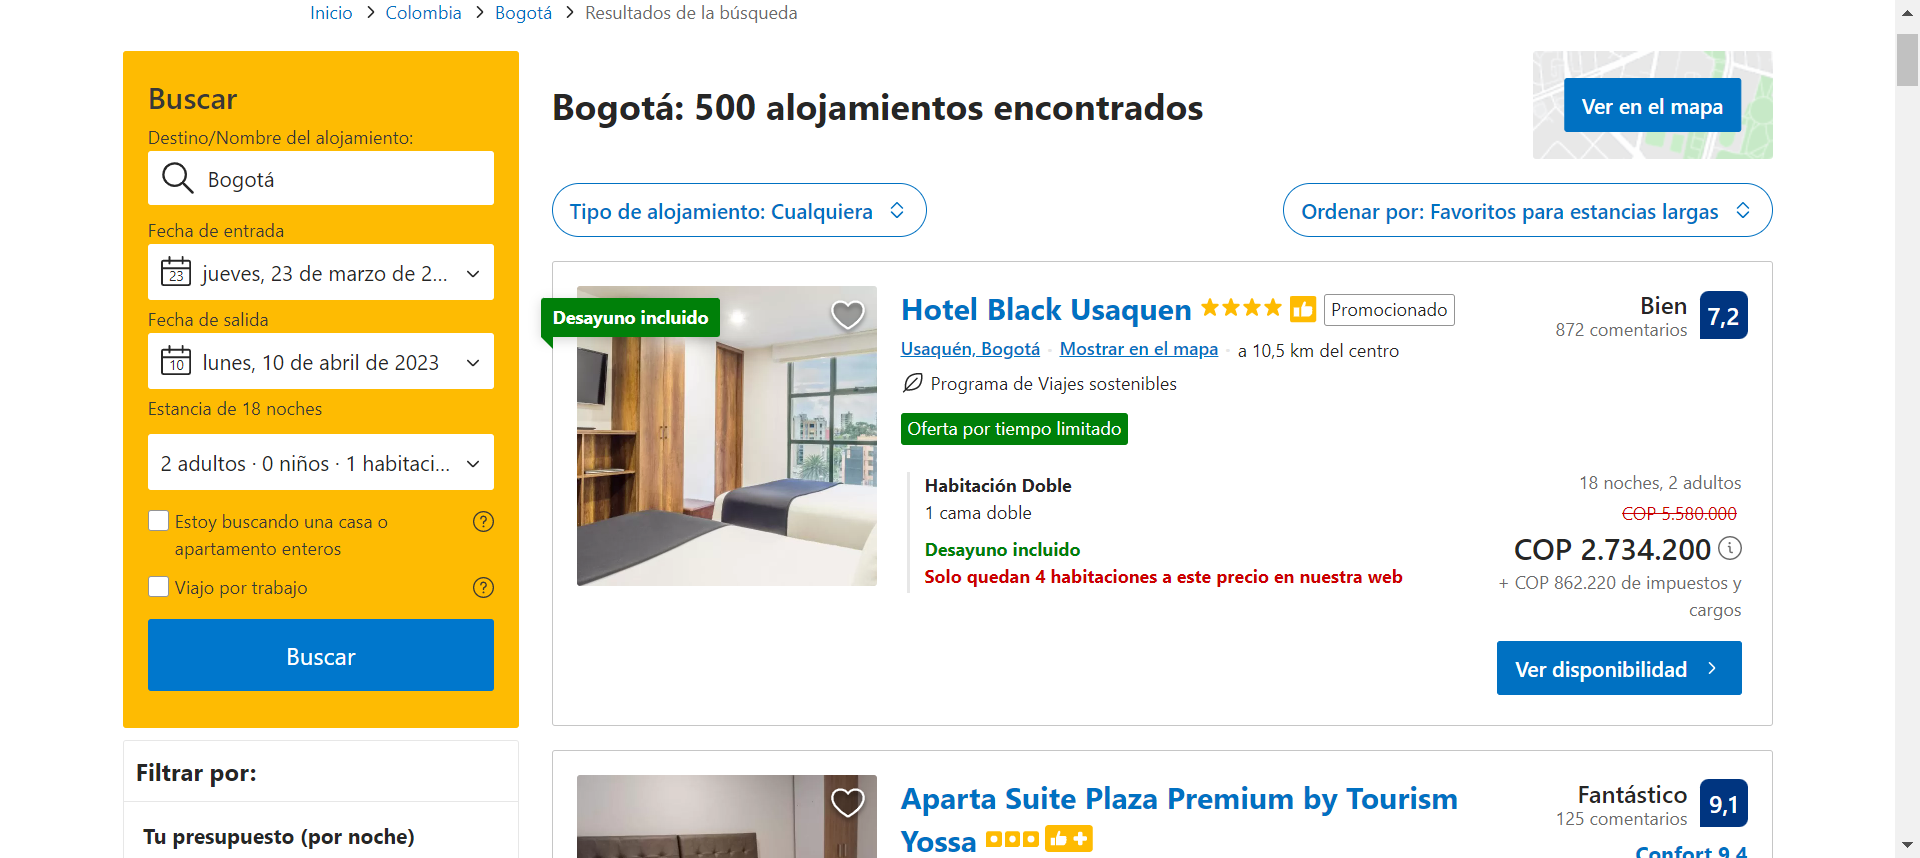 Inicio > Colombia > Bogotá > Resultados de la búsqueda
Buscar
Destino/Nombre del alojamiento:
Bogotá
Fecha de entrada
23
jueves, 23 de marzo de 2...
Fecha de salida
10
lunes, 10 de abril de 2023
Estancia de 18 noches
2 adultos · 0 niños · 1 habitaci...
Estoy buscando una casa o
apartamento enteros
Viajo por trabajo
Buscar
Filtrar por:
Tu presupuesto (por noche)
Bogotá: 500 alojamientos encontrados
Ver en el mapa
Tipo de alojamiento: Cualquiera
Ordenar por: Favoritos para estancias largas
Desayuno incluido
Hotel Black Usaquen
Promocionado
Usaquén, Bogotá · Mostrar en el mapa · a 10,5 km del centro
Programa de Viajes sostenibles
Oferta por tiempo limitado
Bien
872 comentarios
7,2
Habitación Doble
1 cama doble
Desayuno incluido
Solo quedan 4 habitaciones a este precio en nuestra web
18 noches, 2 adultos
COP 5.580.000
COP 2.734.200
+ COP 862.220 de impuestos y
cargos
Ver disponibilidad
Aparta Suite Plaza Premium by Tourism
Yossa
Fantástico
125 comentarios
9,1
Confort 9,4